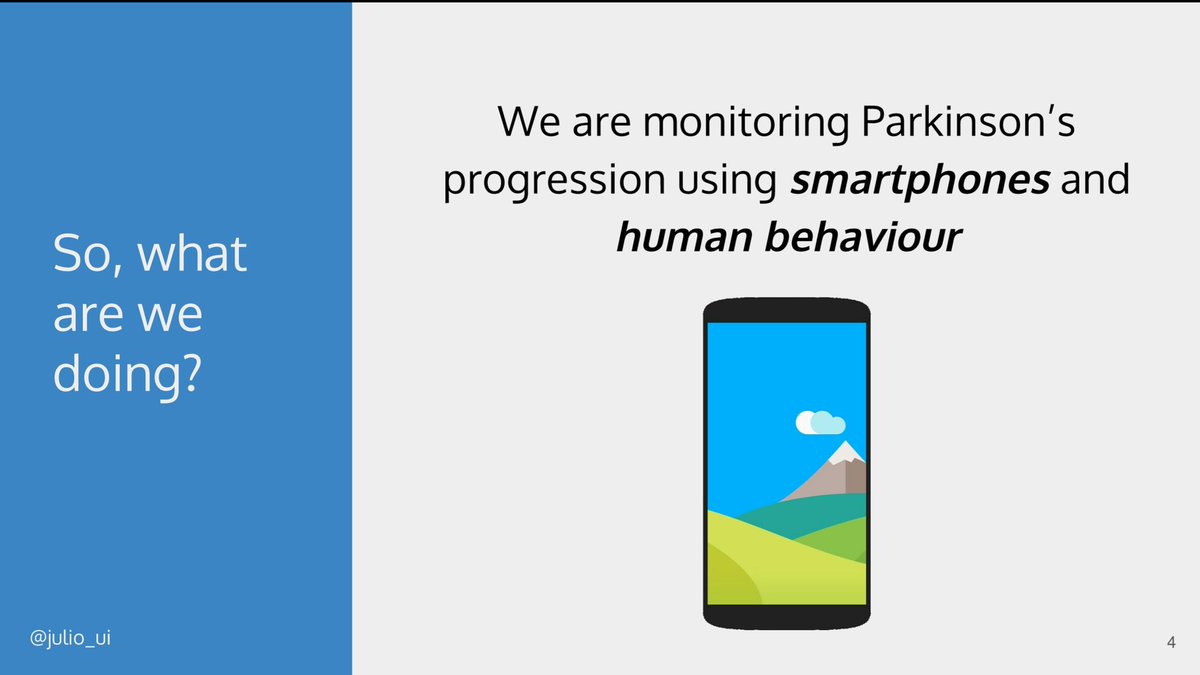 So, what
are we
doing?
We are monitoring Parkinson’s
progression using smartphones and
human behaviour
@julio_ui
4